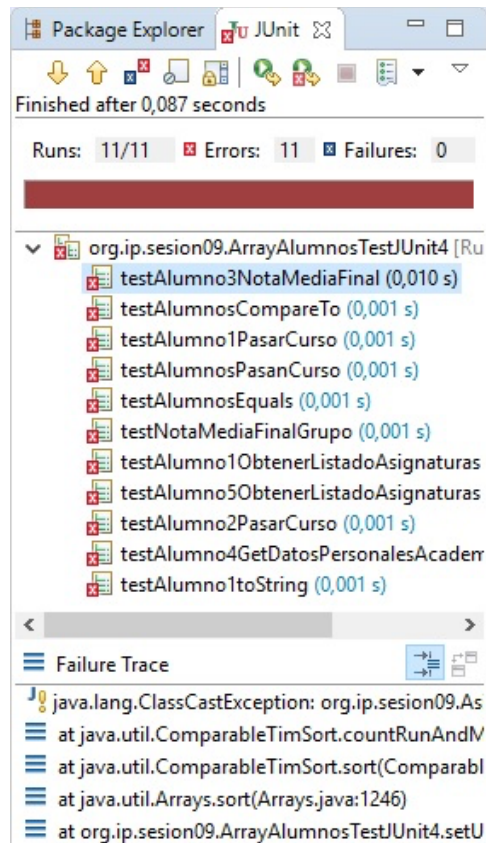 Package Explorer JUnit
Finished after 0,087 seconds
Runs: 11/11 Errors: 11 Failures: 0
org.ip.sesion09.ArrayAlumnosTestJUnit4 [Ru
testAlumno3NotaMediaFinal (0,010 s)
testAlumnosCompareTo (0,001 s)
testAlumno1PasarCurso (0,001 s)
testAlumnosPasanCurso (0,001 s)
testAlumnosEquals (0,001 s)
testNotaMediaFinalGrupo (0,001 s)
testAlumno1ObtenerListadoAsignaturas
testAlumno5ObtenerListadoAsignaturas
testAlumno2PasarCurso (0,001 s)
testAlumno4GetDatosPersonalesAcadem
testAlumno1toString (0,001 s)
Failure Trace
java.lang.ClassCastException: org.ip.sesion09.As
at java.util.ComparableTimSort.countRunAndM
at java.util.ComparableTimSort.sort(Comparabl
at java.util.Arrays.sort(Arrays.java:1246)
at org.ip.sesion09.ArrayAlumnosTestJUnit4.setU